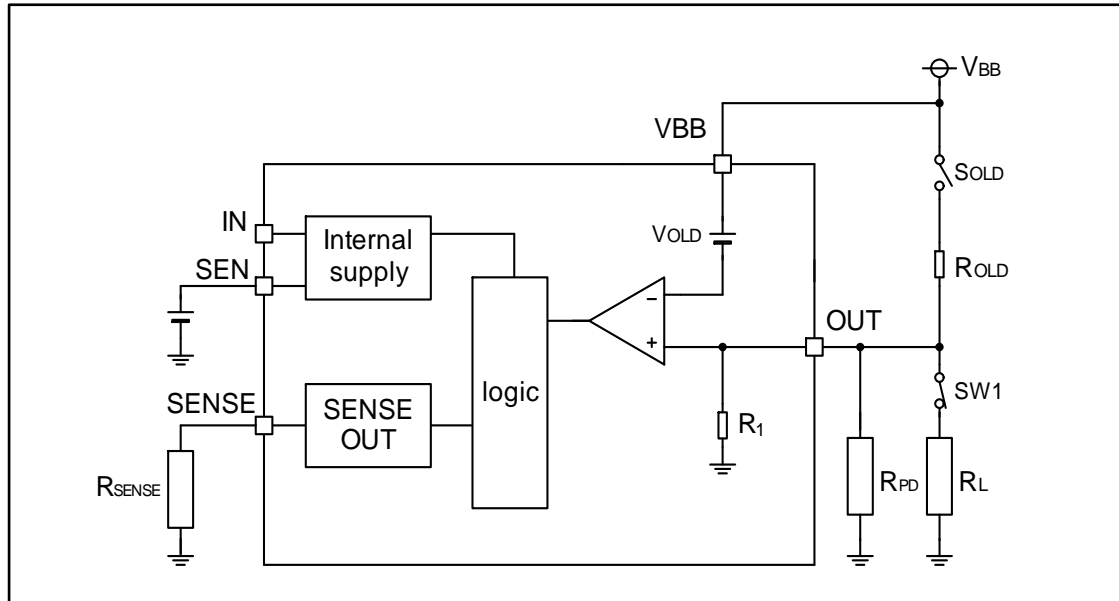 VBB
VBB
SOLD
IN
Internal
supply
VOLD
SEN
ROLD
−
OUT
+
SW1
logic
SENSE
SENSE
OUT
R1
RSENSE
RPD
RL